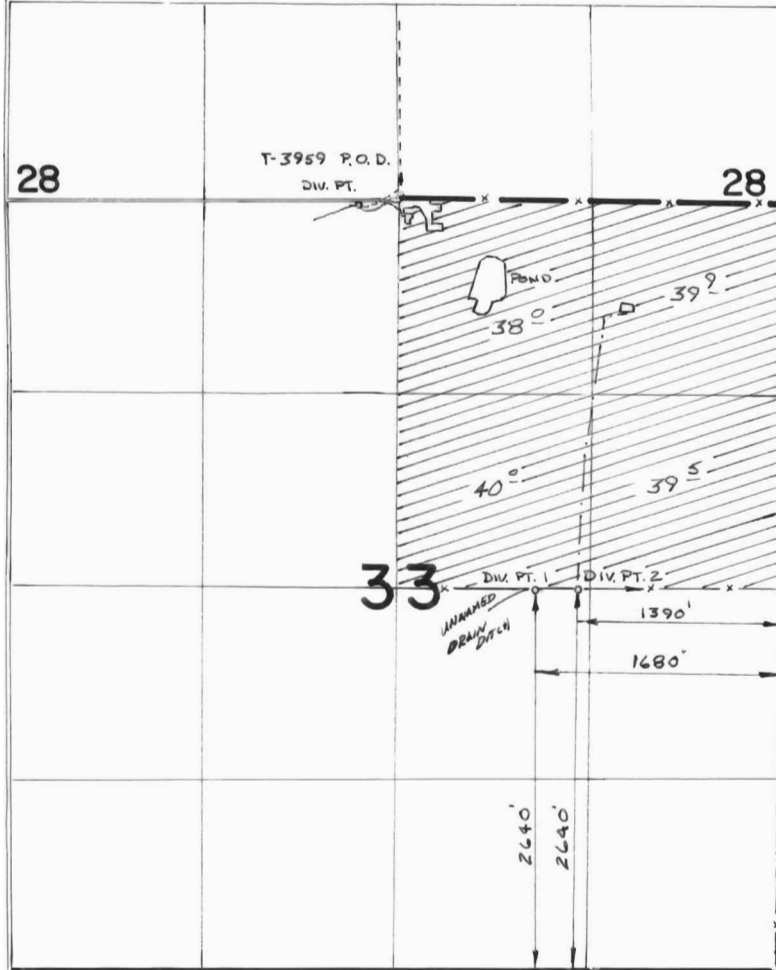 T-3959 P.O.D.
DIV. PT.
28
28
POND
38 0
39 9
40 0
39 5
33
DIV. PT. 1
DIV. PT. 2
UNNAMED
DRAIN
DITCH
1390'
1680'
2640'
2640'